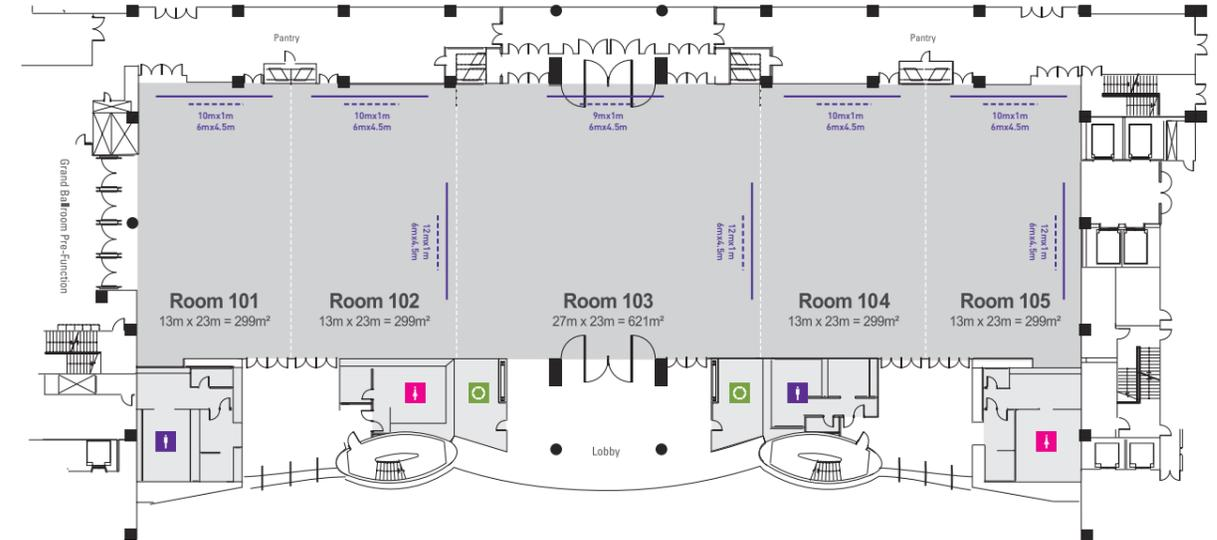 Pantry
Pantry
10mx1m
6mx4.5m
10mx1m
6mx4.5m
9mx1m
6mx4.5m
10mx1m
6mx4.5m
10mx1m
6mx4.5m
Grand Ballroom Pre-Function
12mx1m
6mx4.5m
12mx1m
6mx4.5m
12mx1m
6mx4.5m
Room 101
13m x 23m = 299m²
Room 102
13m x 23m = 299m²
Room 103
27m x 23m = 621m²
Room 104
13m x 23m = 299m²
Room 105
13m x 23m = 299m²
Lobby